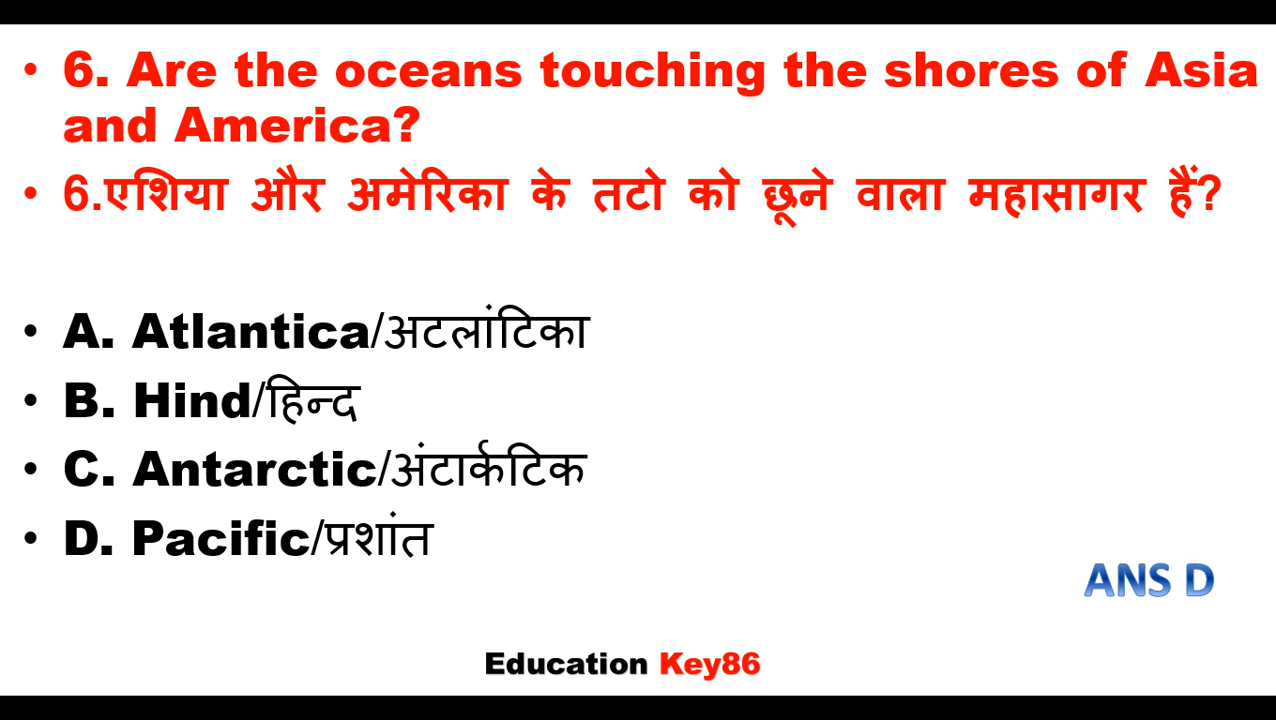 • 6. Are the oceans touching the shores of Asia
and America?
• 6.एशिया और अमेरिका के तटो को छूने वाला महासागर हैं?
• A. Atlantica/अटलांटिका
• B. Hind/हिन्द
• C. Antarctic/अंटार्कटिक
• D. Pacific/प्रशांत
ANS D
Education Key86